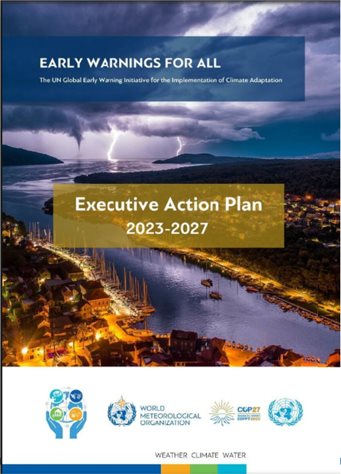 EARLY WARNINGS FOR ALL
The UN Global Early Warning Initiative for the Implementation of Climate Adaptation
Executive Action Plan
2023-2027
WORLD
METEOROLOGICAL
ORGANIZATION
COP27
WEATHER CLIMATE WATER